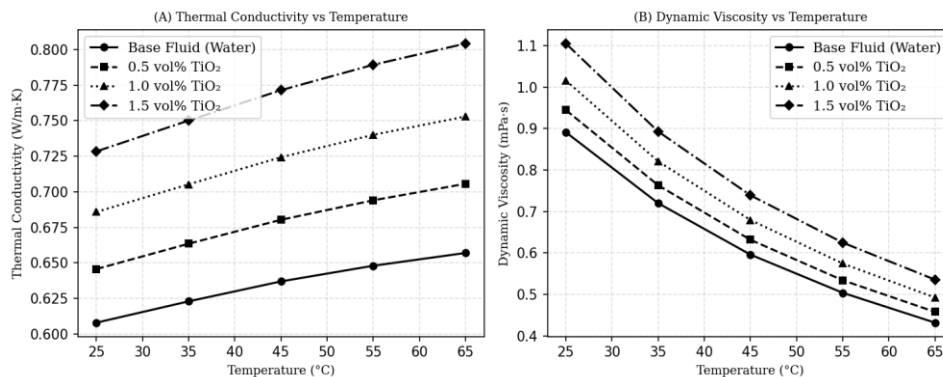 (A) Thermal Conductivity vs Temperature
Thermal Conductivity (W/m·K)
0.800
0.775
0.750
0.725
0.700
0.675
0.650
0.625
0.600
Base Fluid (Water)
0.5 vol% TiO₂
1.0 vol% TiO₂
1.5 vol% TiO₂
25 30 35 40 45 50 55 60 65
Temperature (°C)
(B) Dynamic Viscosity vs Temperature
Dynamic Viscosity (mPa·s)
1.1
1.0
0.9
0.8
0.7
0.6
0.5
0.4
Base Fluid (Water)
0.5 vol% TiO₂
1.0 vol% TiO₂
1.5 vol% TiO₂
25 30 35 40 45 50 55 60 65
Temperature (°C)